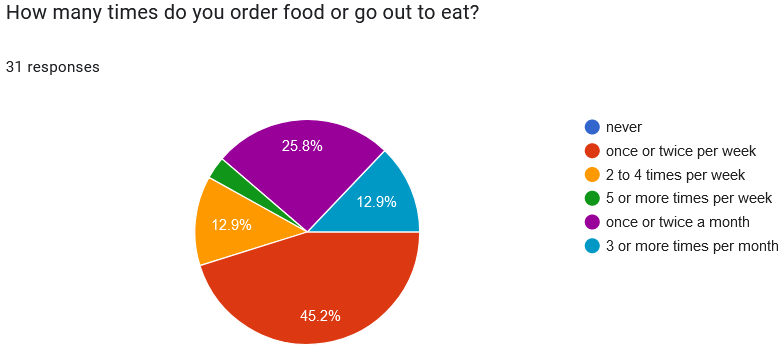 How many times do you order food or go out to eat?
31 responses
25.8%
12.9%
12.9%
45.2%
never
once or twice per week
2 to 4 times per week
5 or more times per week
once or twice a month
3 or more times per month